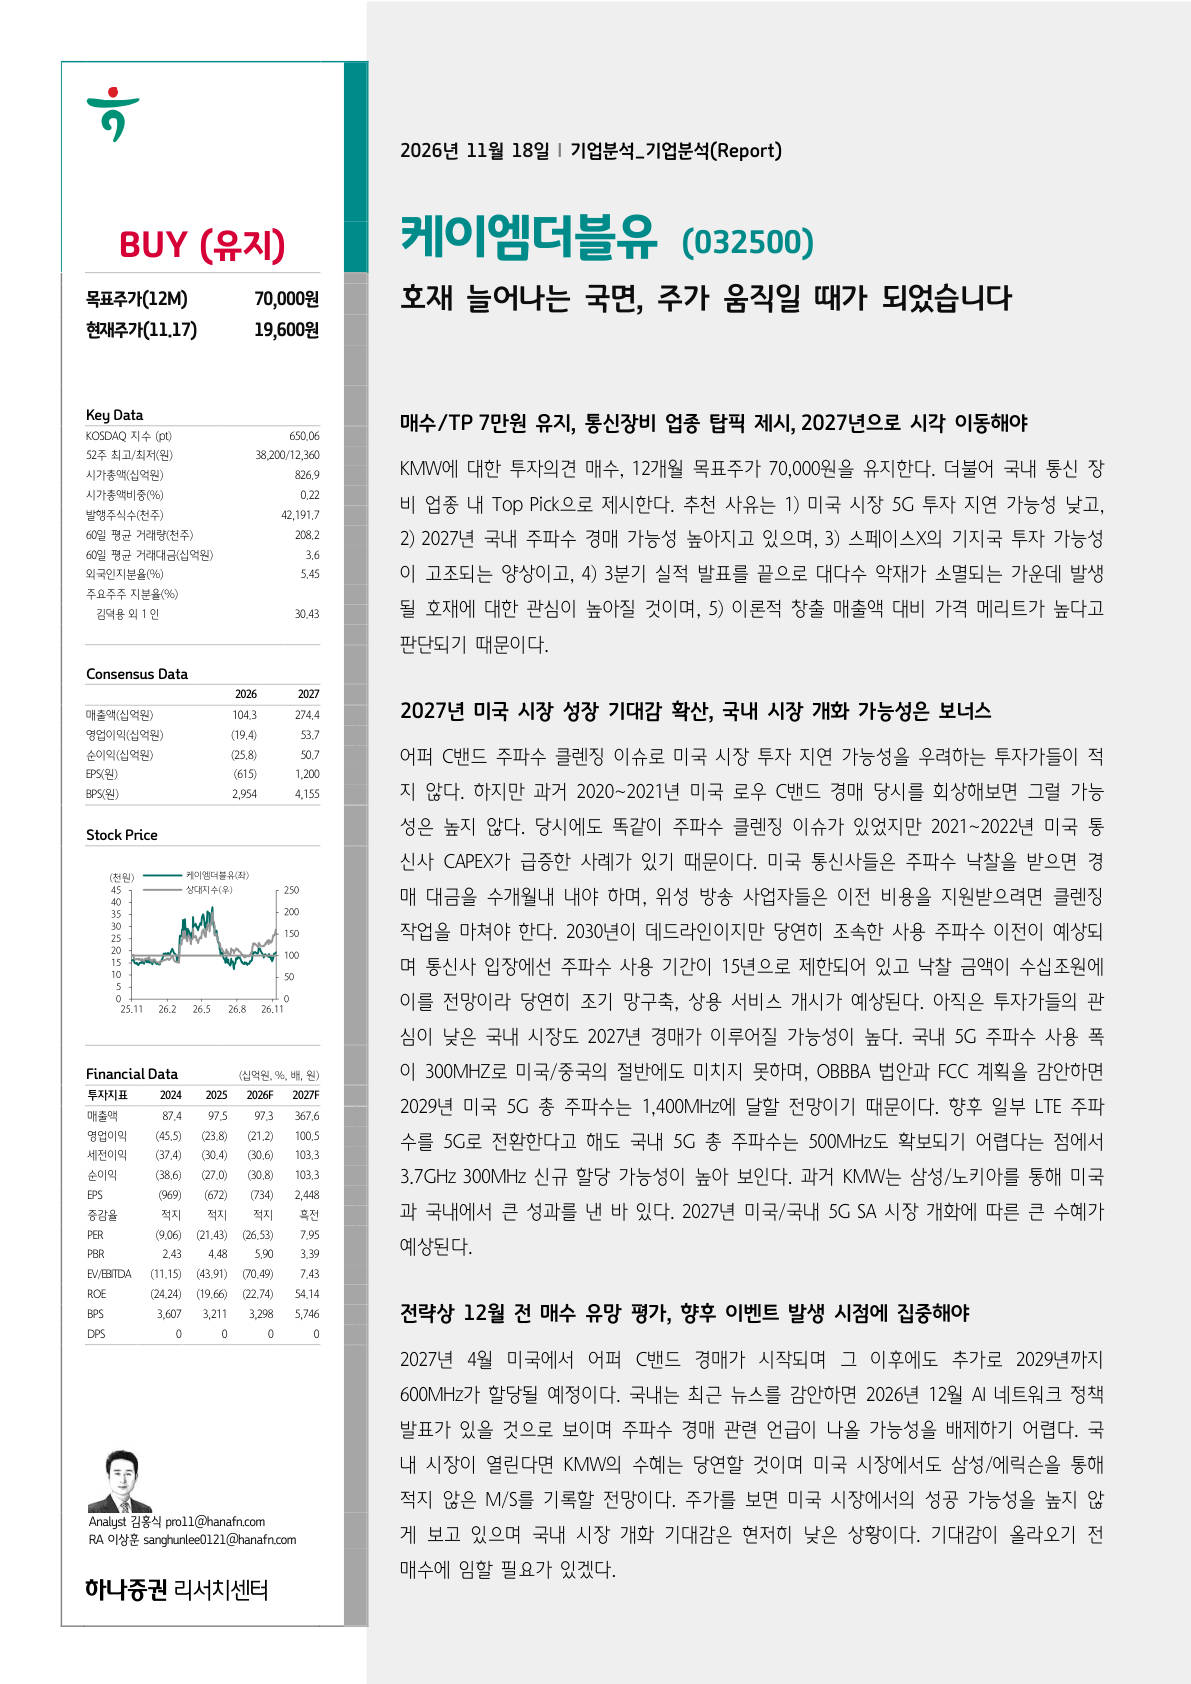 2026년 11월 18일 | 기업분석_기업분석(Report)
BUY (유지)
목표주가(12M) 70,000원
현재주가(11.17) 19,600원
Key Data
KOSDAQ 지수 (pt) 650.06
52주 최고/최저(원) 38,200/12,360
시가총액(십억원) 826.9
시가총액비중(%) 0.22
발행주식수(천주) 42,191.7
60일 평균 거래량(천주) 208.2
60일 평균 거래대금(십억원) 3.6
외국인지분율(%) 5.45
주요주주 지분율(%)
김덕용 외 1 인 30.43
Consensus Data
2026 2027
매출액(십억원) 104.3 274.4
영업이익(십억원) (19.4) 53.7
순이익(십억원) (25.8) 50.7
EPS(원) (615) 1,200
BPS(원) 2,954 4,155
Stock Price
(천원) 케이엠더블유(좌)
상대지수(우)
45 250
40
35 200
30
25 150
20 100
15
10 50
5
0 0
25.11 26.2 26.5 26.8 26.11
Financial Data (십억원, %, 배, 원)
투자지표 2024 2025 2026F 2027F
매출액 87.4 97.5 97.3 367.6
영업이익 (45.5) (23.8) (21.2) 100.5
세전이익 (37.4) (30.4) (30.6) 103.3
순이익 (38.6) (27.0) (30.8) 103.3
EPS (969) (672) (734) 2,448
증감율 적지 적지 적지 흑전
PER (9.06) (21.43) (26.53) 7.95
PBR 2.43 4.48 5.90 3.39
EV/EBITDA (11.15) (43.91) (70.49) 7.43
ROE (24.24) (19.66) (22.74) 54.14
BPS 3,607 3,211 3,298 5,746
DPS 0 0 0 0
Analyst 김홍식 pro11@hanafn.com
RA 이상훈 sanghunlee0121@hanafn.com
하나증권 리서치센터
케이엠더블유 (032500)
호재 늘어나는 국면, 주가 움직일 때가 되었습니다
매수/TP 7만원 유지, 통신장비 업종 탑픽 제시, 2027년으로 시각 이동해야
KMW에 대한 투자의견 매수, 12개월 목표주가 70,000원을 유지한다. 더불어 국내 통신 장
비 업종 내 Top Pick으로 제시한다. 추천 사유는 1) 미국 시장 5G 투자 지연 가능성 낮고,
2) 2027년 국내 주파수 경매 가능성 높아지고 있으며, 3) 스페이스X의 기지국 투자 가능성
이 고조되는 양상이고, 4) 3분기 실적 발표를 끝으로 대다수 악재가 소멸되는 가운데 발생
될 호재에 대한 관심이 높아질 것이며, 5) 이론적 창출 매출액 대비 가격 메리트가 높다고
판단되기 때문이다.
2027년 미국 시장 성장 기대감 확산, 국내 시장 개화 가능성은 보너스
어퍼 C밴드 주파수 클렌징 이슈로 미국 시장 투자 지연 가능성을 우려하는 투자가들이 적
지 않다. 하지만 과거 2020~2021년 미국 로우 C밴드 경매 당시를 회상해보면 그럴 가능
성은 높지 않다. 당시에도 똑같이 주파수 클렌징 이슈가 있었지만 2021~2022년 미국 통
신사 CAPEX가 급증한 사례가 있기 때문이다. 미국 통신사들은 주파수 낙찰을 받으면 경
매 대금을 수개월내 내야 하며, 위성 방송 사업자들은 이전 비용을 지원받으려면 클렌징
작업을 마쳐야 한다. 2030년이 데드라인이지만 당연히 조속한 사용 주파수 이전이 예상되
며 통신사 입장에선 주파수 사용 기간이 15년으로 제한되어 있고 낙찰 금액이 수십조원에
이를 전망이라 당연히 조기 망구축, 상용 서비스 개시가 예상된다. 아직은 투자가들의 관
심이 낮은 국내 시장도 2027년 경매가 이루어질 가능성이 높다. 국내 5G 주파수 사용 폭
이 300MHZ로 미국/중국의 절반에도 미치지 못하며, OBBBA 법안과 FCC 계획을 감안하면
2029년 미국 5G 총 주파수는 1,400MHz에 달할 전망이기 때문이다. 향후 일부 LTE 주파
수를 5G로 전환한다고 해도 국내 5G 총 주파수는 500MHz도 확보되기 어렵다는 점에서
3.7GHz 300MHz 신규 할당 가능성이 높아 보인다. 과거 KMW는 삼성/노키아를 통해 미국
과 국내에서 큰 성과를 낸 바 있다. 2027년 미국/국내 5G SA 시장 개화에 따른 큰 수혜가
예상된다.
전략상 12월 전 매수 유망 평가, 향후 이벤트 발생 시점에 집중해야
2027년 4월 미국에서 어퍼 C밴드 경매가 시작되며 그 이후에도 추가로 2029년까지
600MHz가 할당될 예정이다. 국내는 최근 뉴스를 감안하면 2026년 12월 AI 네트워크 정책
발표가 있을 것으로 보이며 주파수 경매 관련 언급이 나올 가능성을 배제하기 어렵다. 국
내 시장이 열린다면 KMW의 수혜는 당연할 것이며 미국 시장에서도 삼성/에릭슨을 통해
적지 않은 M/S를 기록할 전망이다. 주가를 보면 미국 시장에서의 성공 가능성을 높지 않
게 보고 있으며 국내 시장 개화 기대감은 현저히 낮은 상황이다. 기대감이 올라오기 전
매수에 임할 필요가 있겠다.